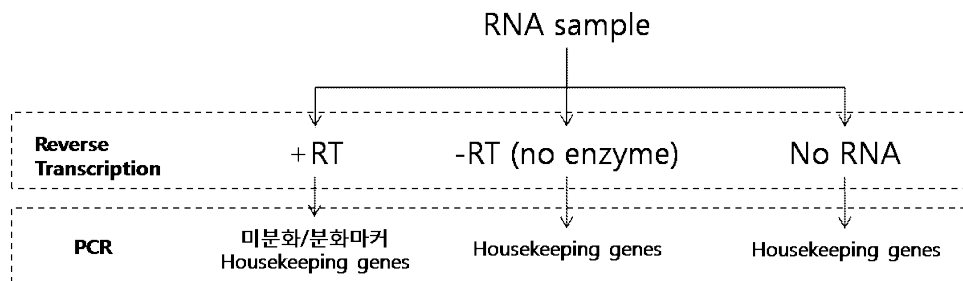 RNA sample
Reverse
Transcription
+RT
-RT (no enzyme)
No RNA
PCR
미분화/분화마커
Housekeeping genes
Housekeeping genes
Housekeeping genes